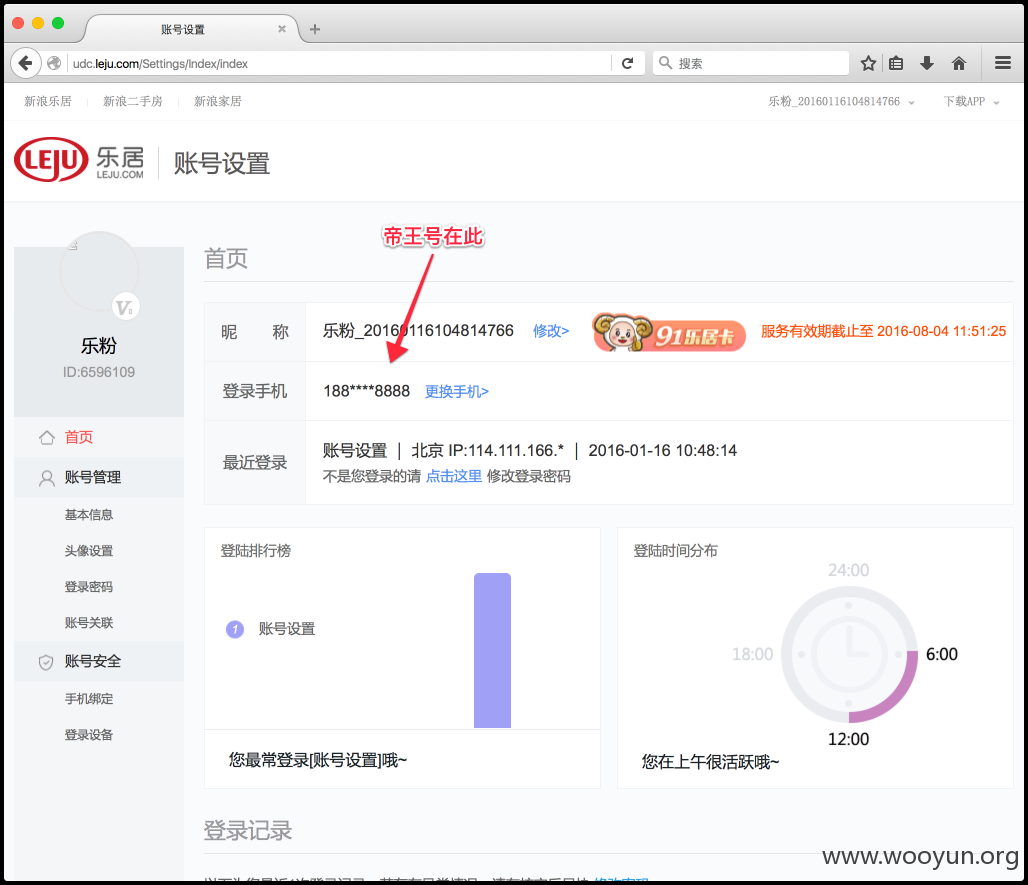 账号设置
udc.leju.com/Settings/Index/index
搜索
新浪乐居 新浪二手房 新浪家居 乐粉_20160116104814766 下载APP
LEJU 乐居 LEJU.COM 账号设置
帝王号在此
首页
乐粉
ID:6596109
首页
账号管理
基本信息
头像设置
登录密码
账号关联
账号安全
手机绑定
登录设备
昵 称 乐粉_20160116104814766 修改> 91乐居卡 服务有效期截止至 2016-08-04 11:51:25
登录手机 188****8888 更换手机>
最近登录 账号设置 | 北京 IP:114.111.166.* | 2016-01-16 10:48:14
不是您登录的请 点击这里 修改登录密码
登陆排行榜
1 账号设置
您最常登录[账号设置]哦~
登陆时间分布
24:00
18:00 6:00
12:00
您在上午很活跃哦~
登录记录
www.wooyun.org